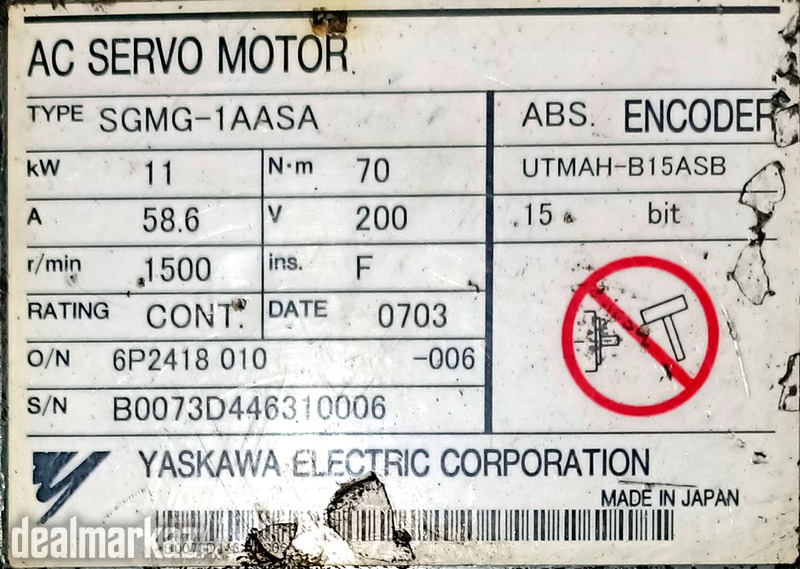 AC SERVO MOTOR
TYPE SGMG-1AASA
ABS. ENCODER
kW 11 N·m 70
UTMAH-B15ASB
A 58.6 V 200
15 bit
r/min 1500 ins. F
RATING CONT. DATE 0703
O/N 6P2418 010 -006
S/N B0073D446310006
YASKAWA ELECTRIC CORPORATION
MADE IN JAPAN